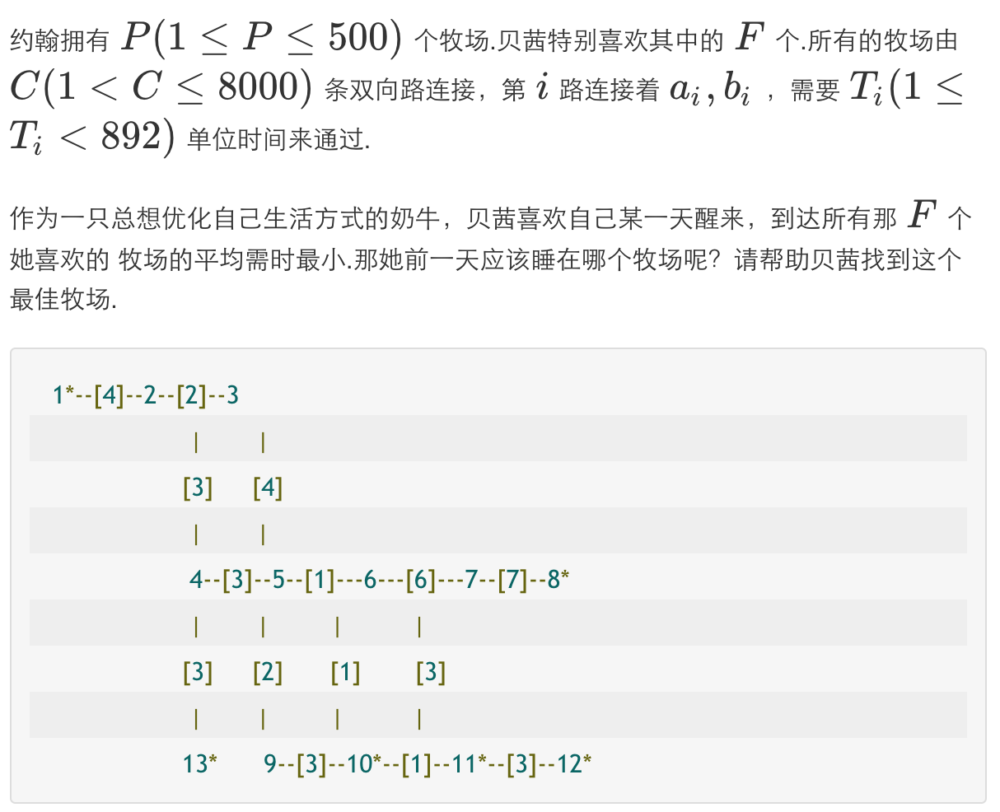 约翰拥有 P(1 ≤ P ≤ 500) 个牧场.贝茜特别喜欢其中的 F 个.所有的牧场由
C(1 < C ≤ 8000) 条双向路连接，第 i 路连接着 a_i, b_i ，需要 T_i(1 ≤
T_i < 892) 单位时间来通过.
作为一只总想优化自己生活方式的奶牛，贝茜喜欢自己某一天醒来，到达所有那 F 个
她喜欢的 牧场的平均需时最小.那她前一天应该睡在哪个牧场呢？请帮助贝茜找到这个
最佳牧场.
1*--[4]--2--[2]--3
| |
[3] [4]
| |
4--[3]--5--[1]---6---[6]---7--[7]--8*
| | | |
[3] [2] [1] [3]
| | | |
13* 9--[3]--10*--[1]--11*--[3]--12*